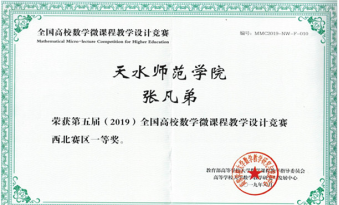 全国高校数学微课程教学设计竞赛
Mathematical Micro-lecture Competition for Higher Education
天水师范学院
张凡弟
荣获第五届（2019）全国高校数学微课程教学设计竞赛
西北赛区一等奖。